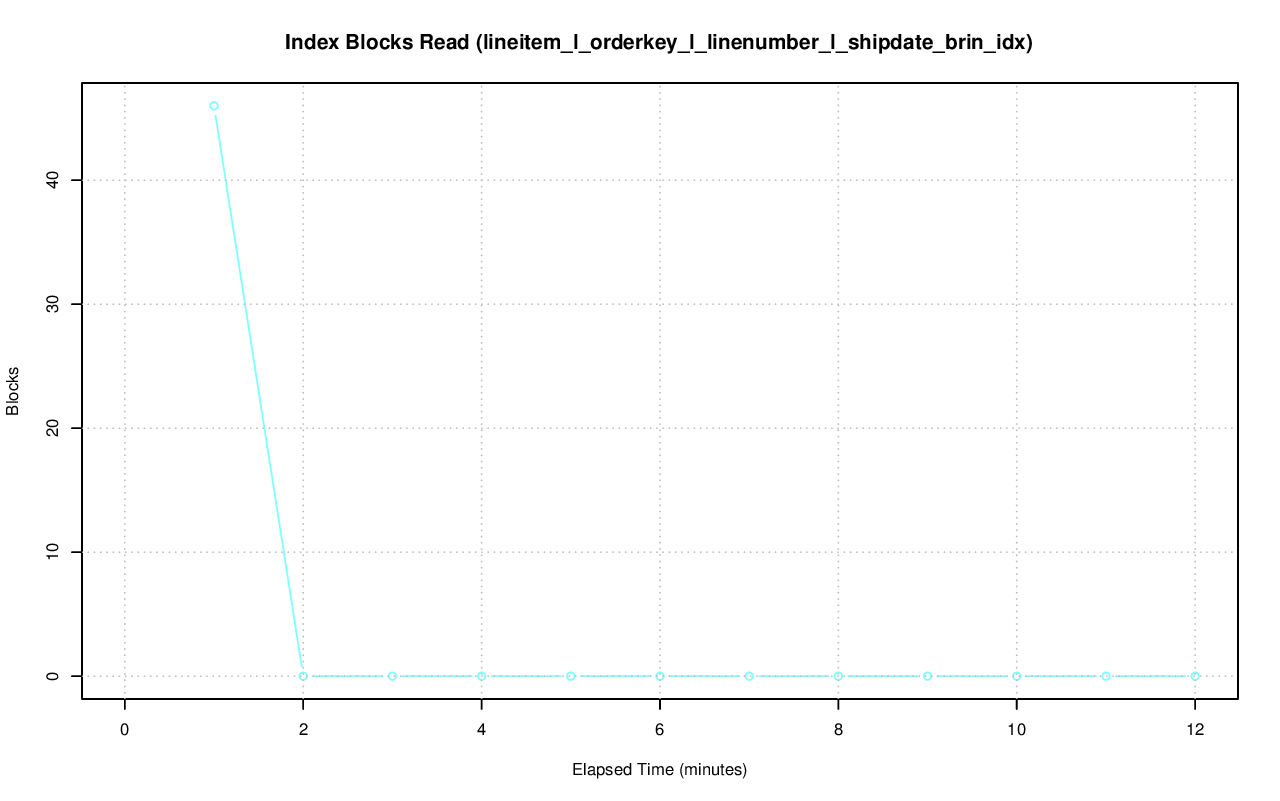 Index Blocks Read (lineitem_l_orderkey_l_linenumber_l_shipdate_brin_idx)
Blocks
40
30
20
10
0
0 2 4 6 8 10 12
Elapsed Time (minutes)